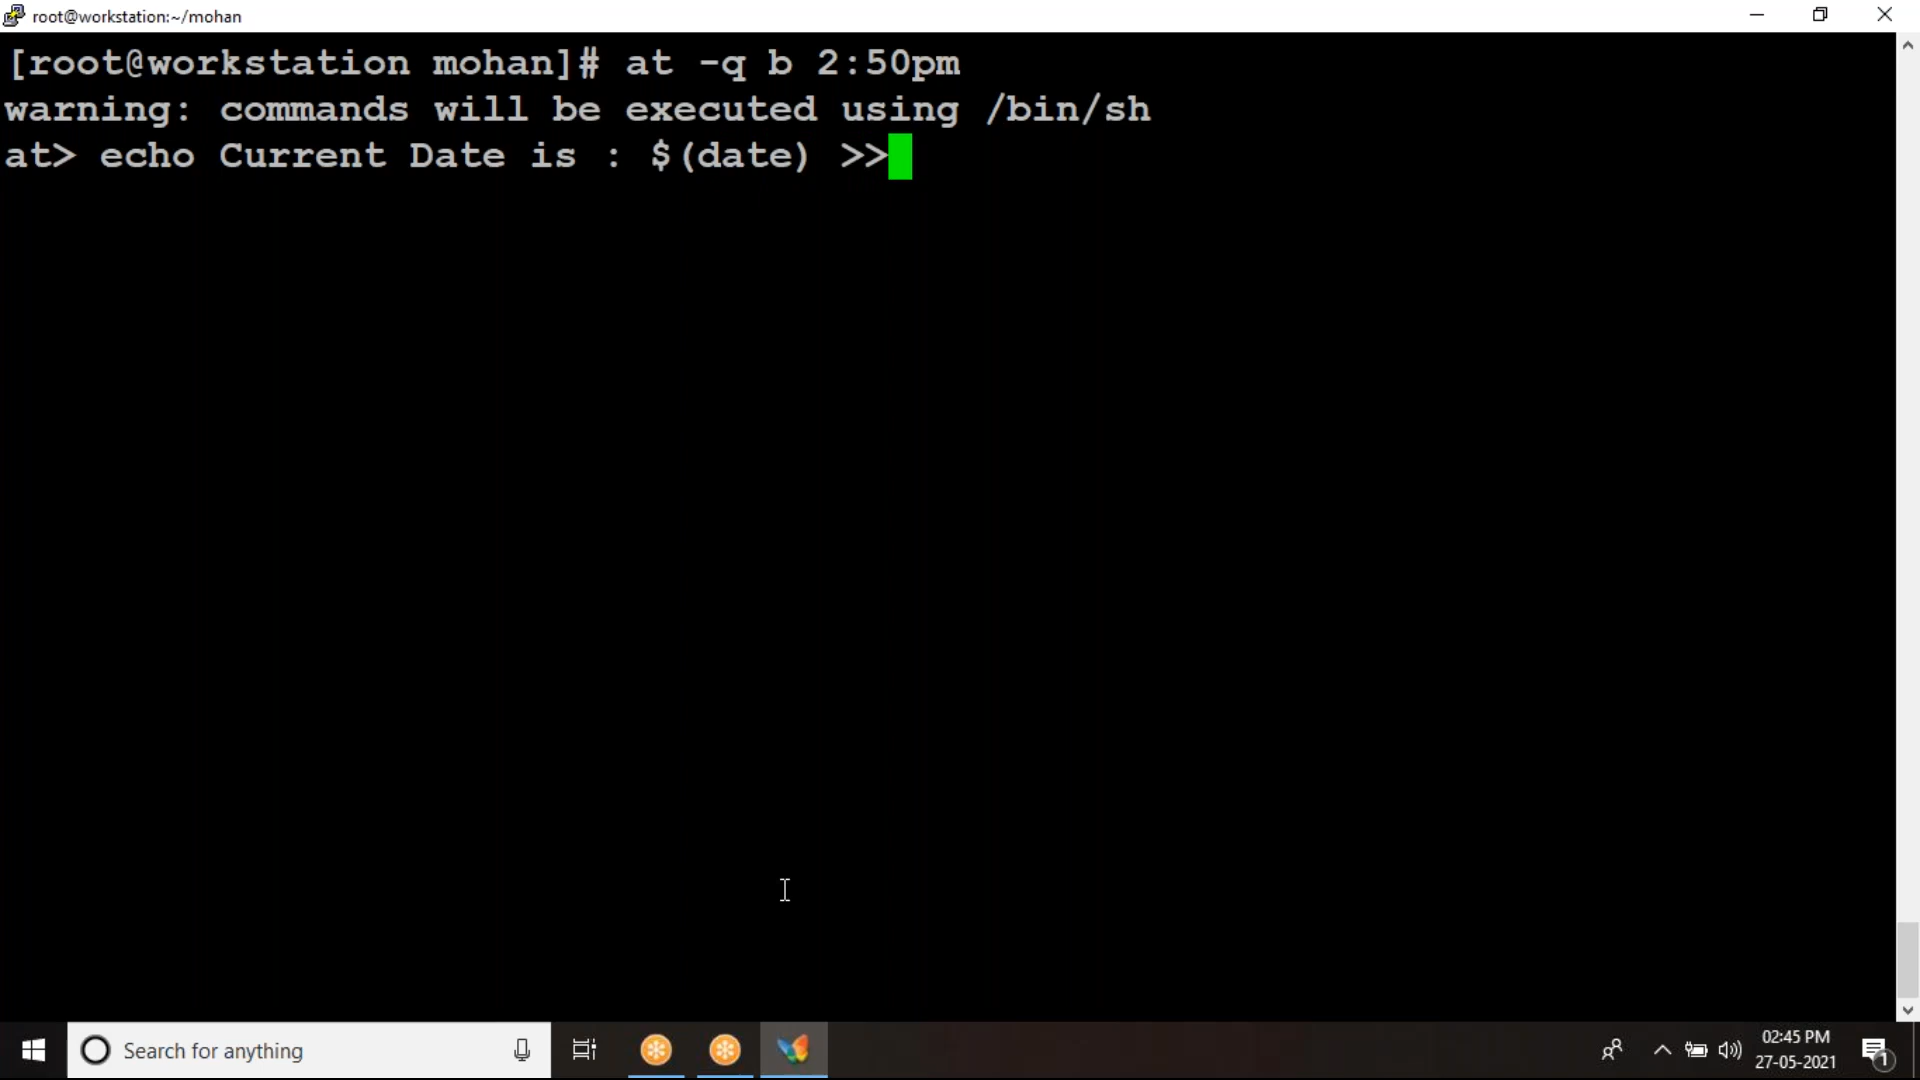 root@workstation:~/mohan
[root@workstation mohan]# at -q b 2:50pm
warning: commands will be executed using /bin/sh
at> echo Current Date is : $(date) >>
Search for anything
02:45 PM
27-05-2021
1